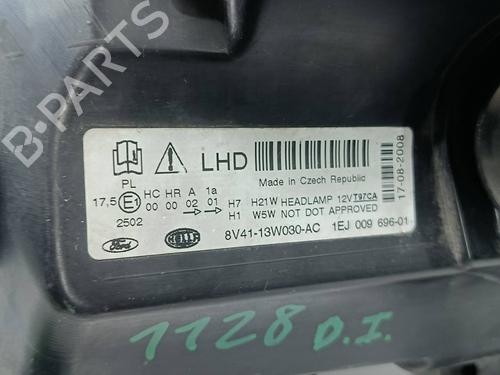 B-PARTS
LHD
Made in Czech Republic
17-08-2008
PL
17,5 E1 HC HR A 1a H7 H21W HEADLAMP 12V T97CA
00 00 02 01 H1 W5W NOT DOT APPROVED
2502
Ford HELLA 8V41-13W030-AC 1EJ 009 696-01
1128 D.I.